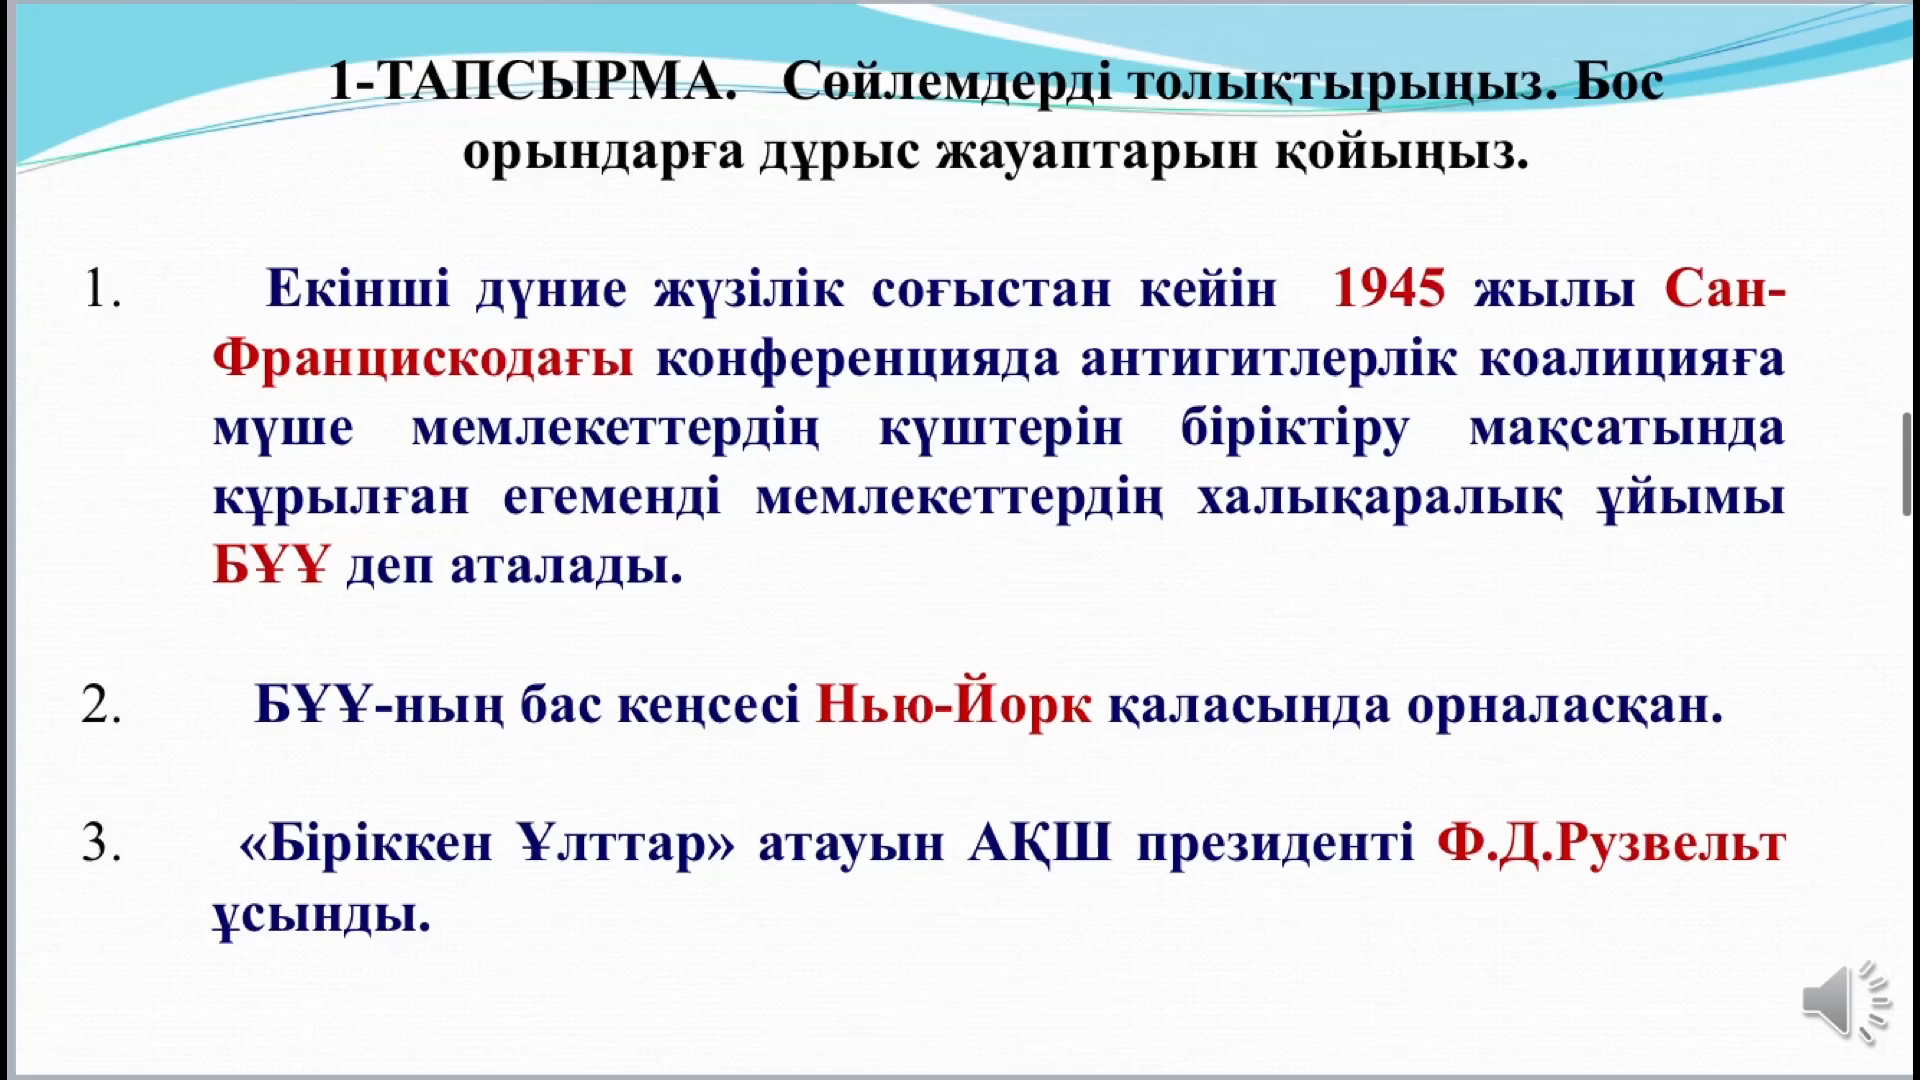 1-ТАПСЫРМА. Сөйлемдерді толықтырыңыз. Бос
орындарға дұрыс жауаптарын қойыңыз.
1. Екінші дүние жүзілік соғыстан кейін 1945 жылы Сан-
Францискодағы конференцияда антигитлерлік коалицияға
мүше мемлекеттердің күштерін біріктіру мақсатында
құрылған егеменді мемлекеттердің халықаралық ұйымы
БҰҰ деп аталады.
2. БҰҰ-ның бас кеңсесі Нью-Йорк қаласында орналасқан.
3. «Біріккен Ұлттар» атауын АҚШ президенті Ф.Д.Рузвельт
ұсынды.